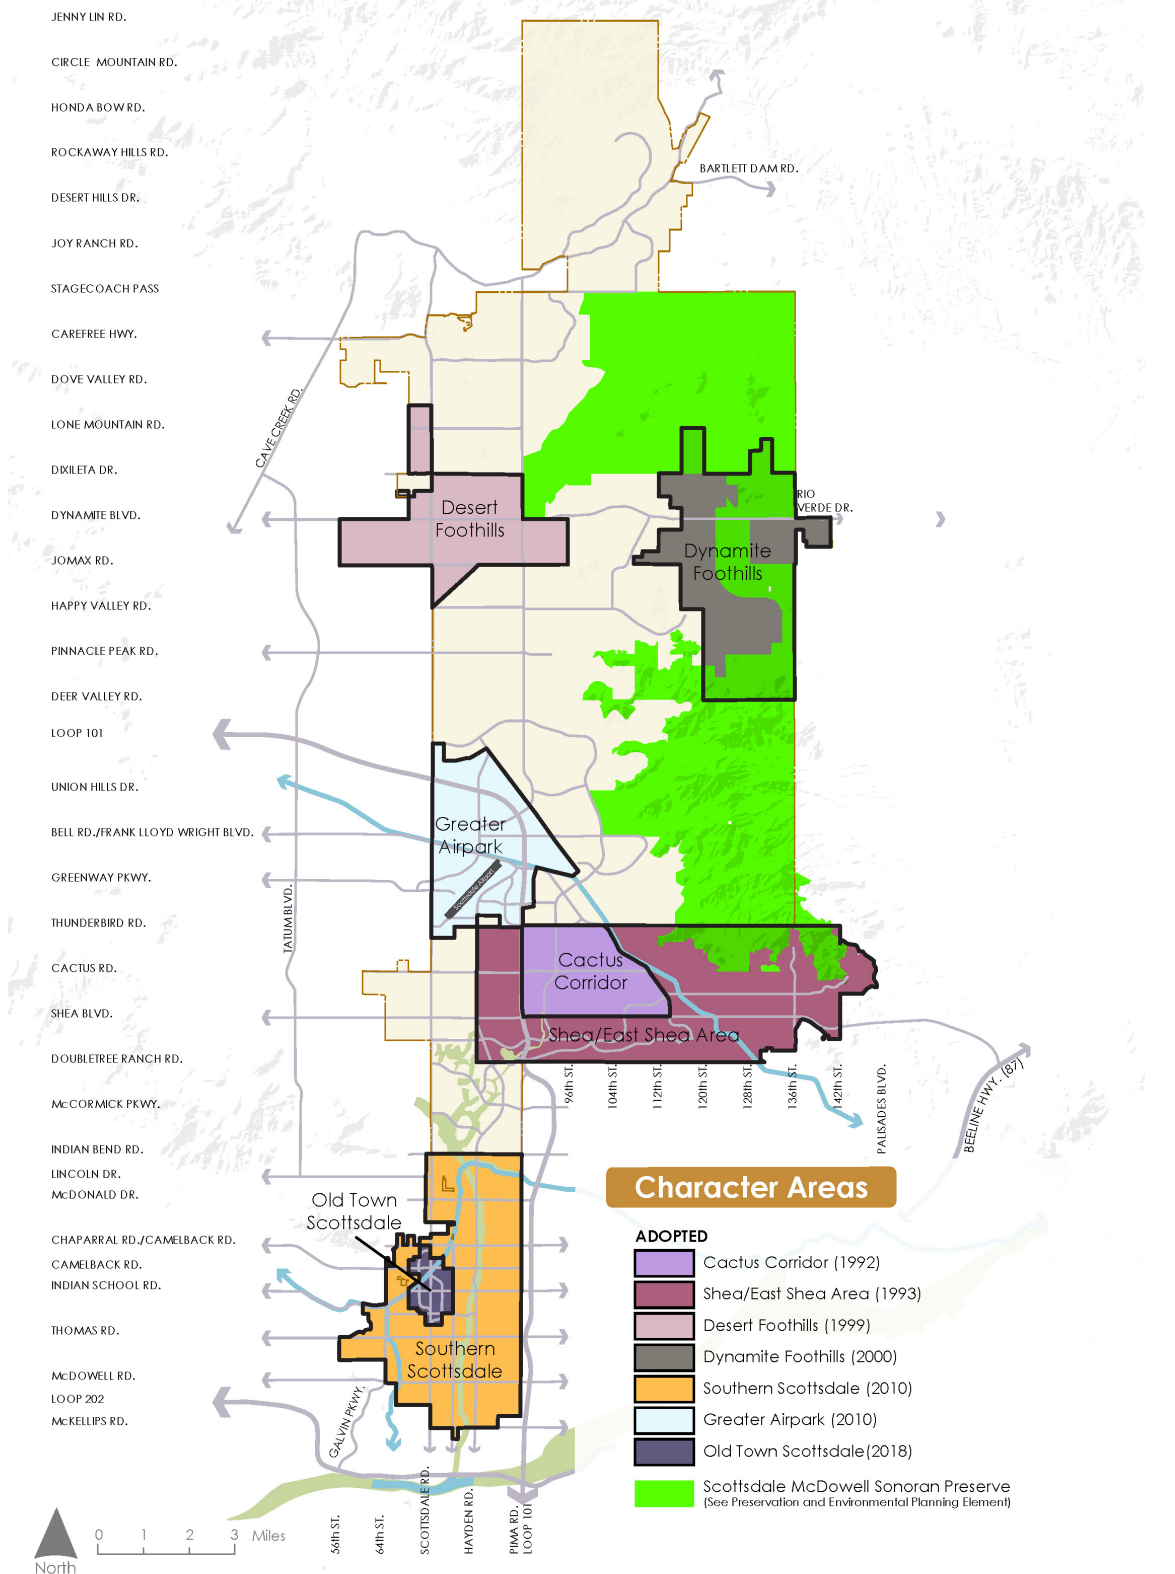 JENNY LIN RD.
CIRCLE MOUNTAIN RD.
HONDA BOW RD.
ROCKAWAY HILLS RD.
BARTLETT DAM RD.
DESERT HILLS DR.
JOY RANCH RD.
STAGECOACH PASS
CAREFREE HWY.
DOVE VALLEY RD.
CAVE CREEK RD.
LONE MOUNTAIN RD.
DIXILETA DR.
RIO
VERDE DR.
Desert
Foothills
DYNAMITE BLVD.
Dynamite
Foothills
JOMAX RD.
HAPPY VALLEY RD.
PINNACLE PEAK RD.
DEER VALLEY RD.
LOOP 101
UNION HILLS DR.
Greater
Airpark
BELL RD./FRANK LLOYD WRIGHT BLVD.
Scottsdale Airport
GREENWAY PKWY.
TATUM BLVD.
THUNDERBIRD RD.
Cactus
Corridor
CACTUS RD.
SHEA BLVD.
Shea/East Shea Area
DOUBLETREE RANCH RD.
96th ST.
104th ST.
112th ST.
120th ST.
128th ST.
136th ST.
142th ST.
PALISADES BLVD.
BEELINE HWY. (87)
McCORMICK PKWY.
INDIAN BEND RD.
LINCOLN DR.
McDONALD DR.
Old Town
Scottsdale
CHAPARRAL RD./CAMELBACK RD.
CAMELBACK RD.
INDIAN SCHOOL RD.
THOMAS RD.
Southern
Scottsdale
McDOWELL RD.
LOOP 202
McKELLIPS RD.
GALVIN PKWY.
56th ST.
64th ST.
SCOTTSDALE RD.
HAYDEN RD.
PIMA RD.
LOOP 101
Character Areas
ADOPTED
Cactus Corridor (1992)
Shea/East Shea Area (1993)
Desert Foothills (1999)
Dynamite Foothills (2000)
Southern Scottsdale (2010)
Greater Airpark (2010)
Old Town Scottsdale(2018)
Scottsdale McDowell Sonoran Preserve
(See Preservation and Environmental Planning Element)
0 1 2 3 Miles
North